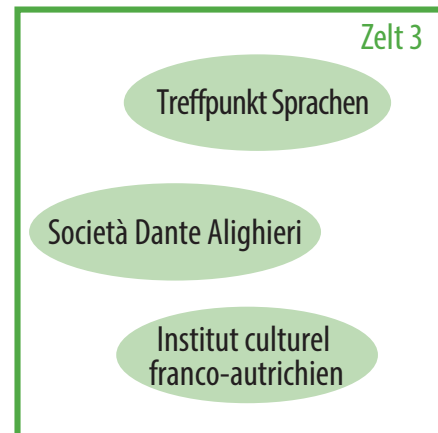 Zelt 3
Treffpunkt Sprachen
Società Dante Alighieri
Institut culturel
franco-autrichien